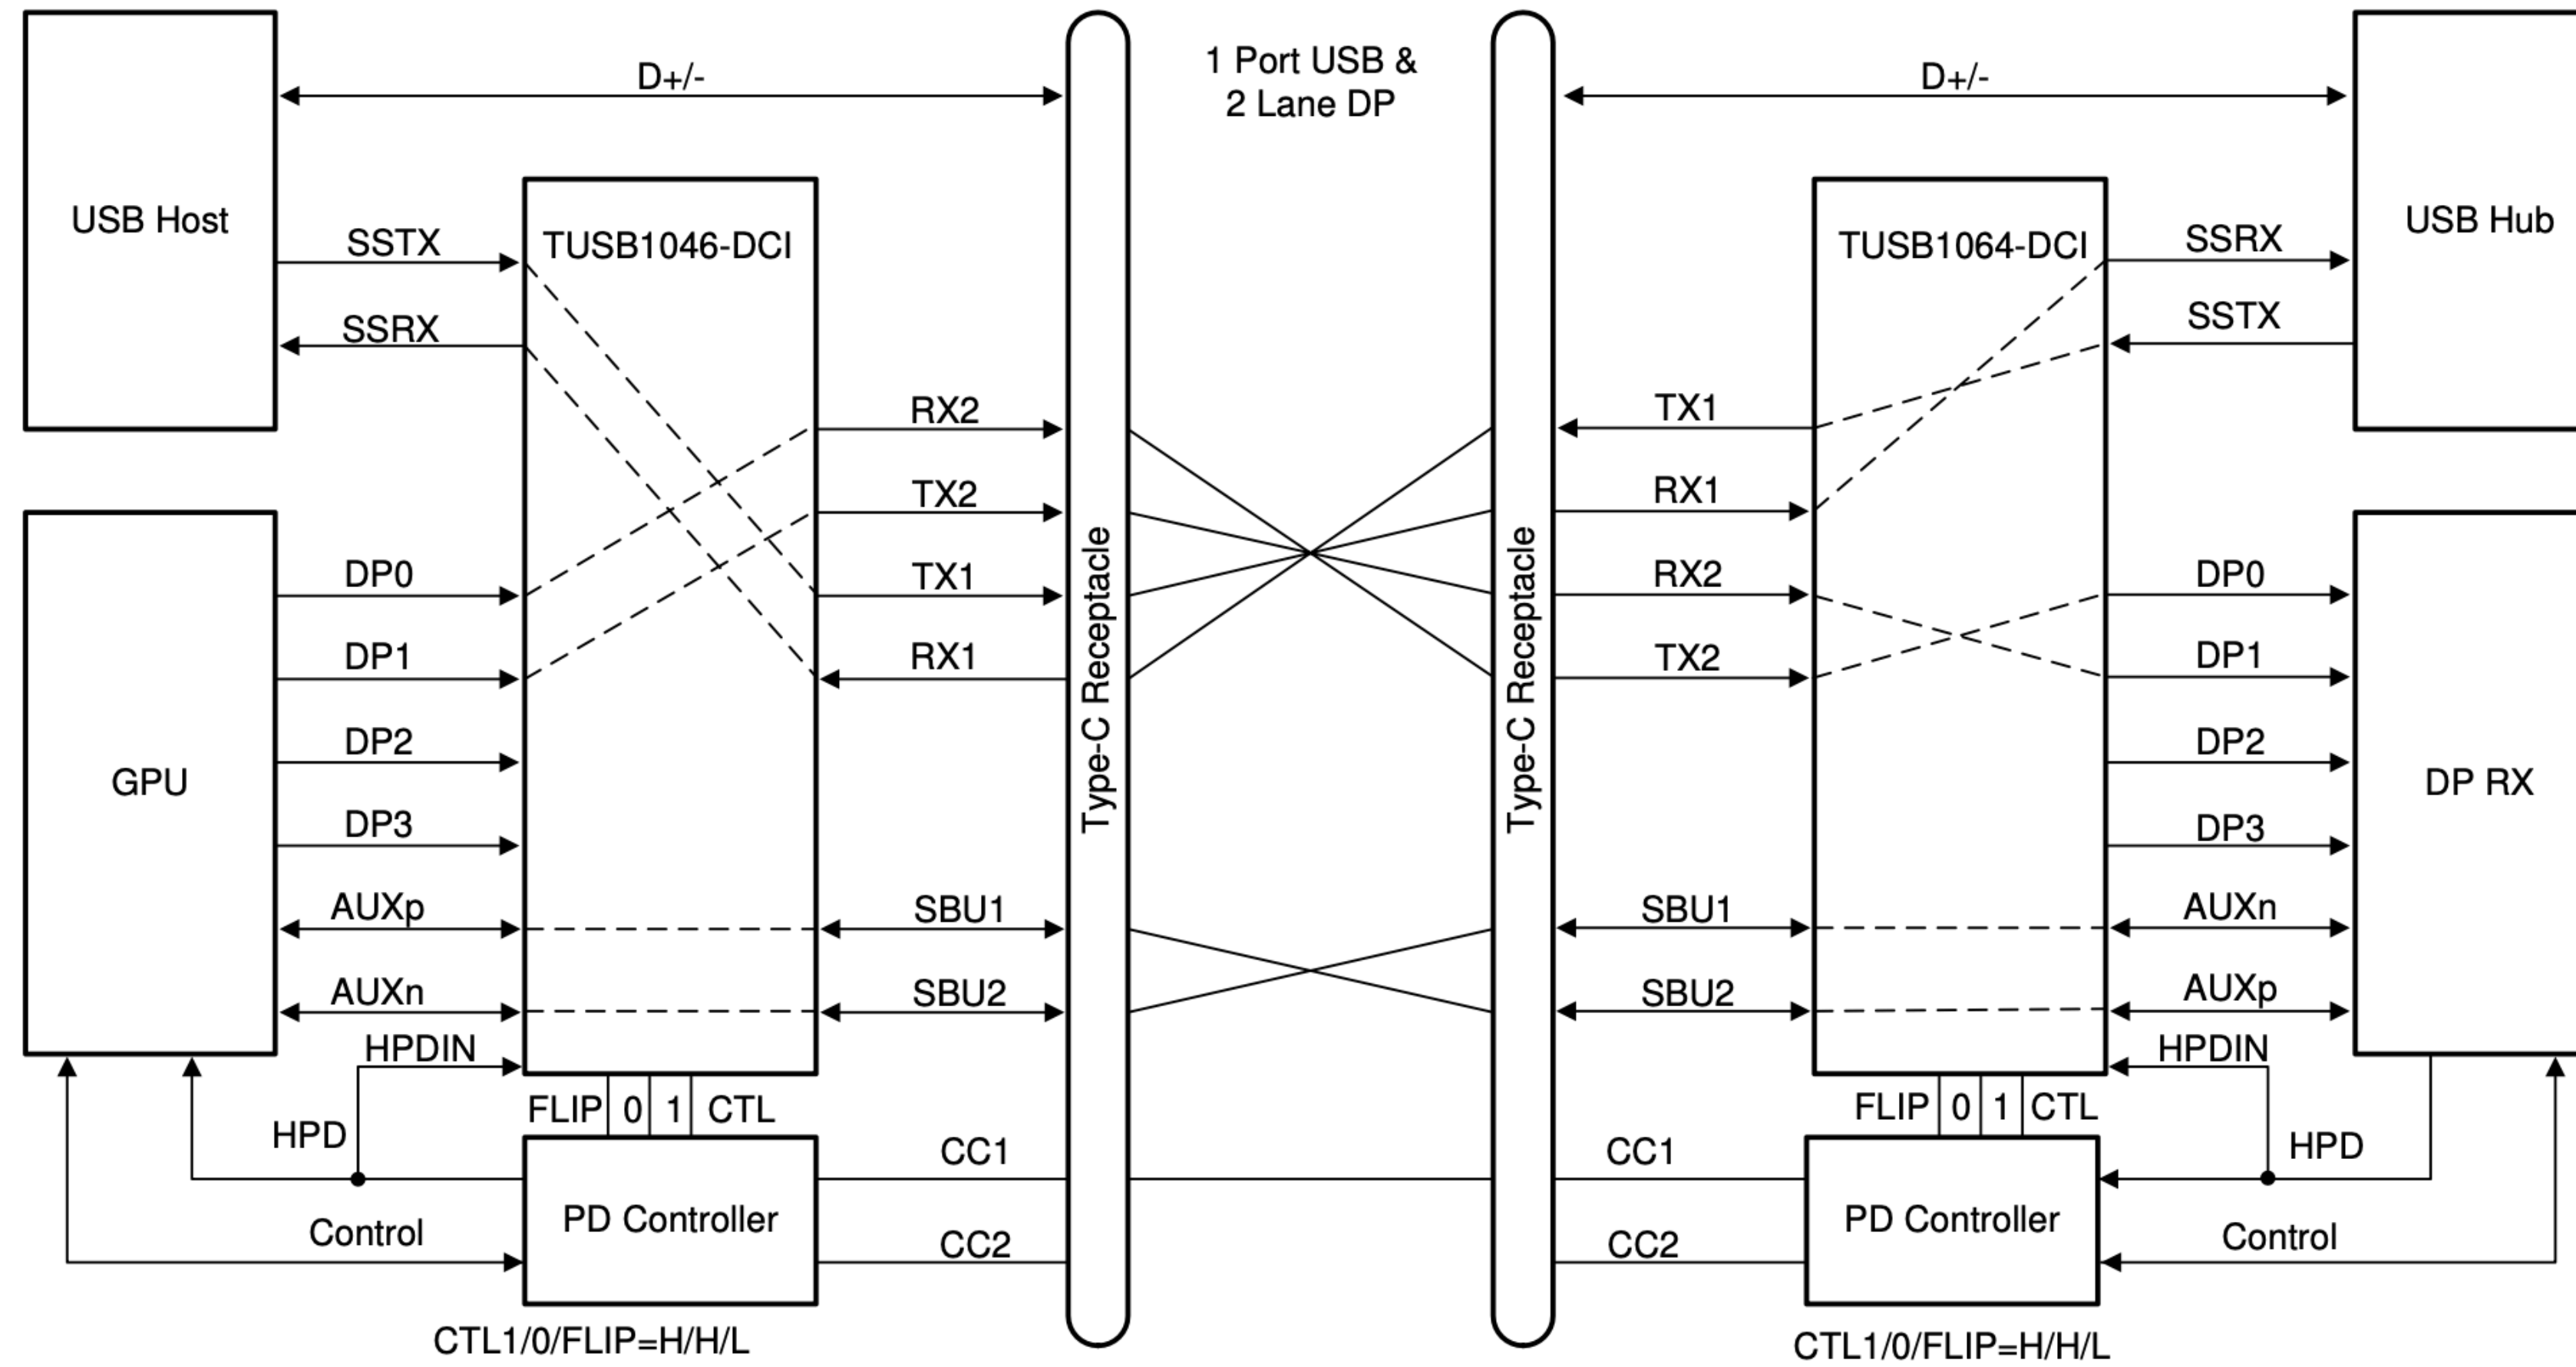 D+/-
1 Port USB &
2 Lane DP
D+/-
USB Host
SSTX
SSRX
TUSB1046-DCI
TUSB1064-DCI
SSRX
SSTX
USB Hub
RX2
TX2
TX1
RX1
TX1
RX1
RX2
TX2
GPU
DP0
DP1
DP2
DP3
AUXp
AUXn
Type-C Receptacle
Type-C Receptacle
DP0
DP1
DP2
DP3
AUXn
AUXp
DP RX
SBU1
SBU2
SBU1
SBU2
HPDIN
HPDIN
FLIP 0 1 CTL
FLIP 0 1 CTL
HPD
HPD
CC1
CC1
PD Controller
PD Controller
Control
Control
CC2
CC2
CTL1/0/FLIP=H/H/L
CTL1/0/FLIP=H/H/L